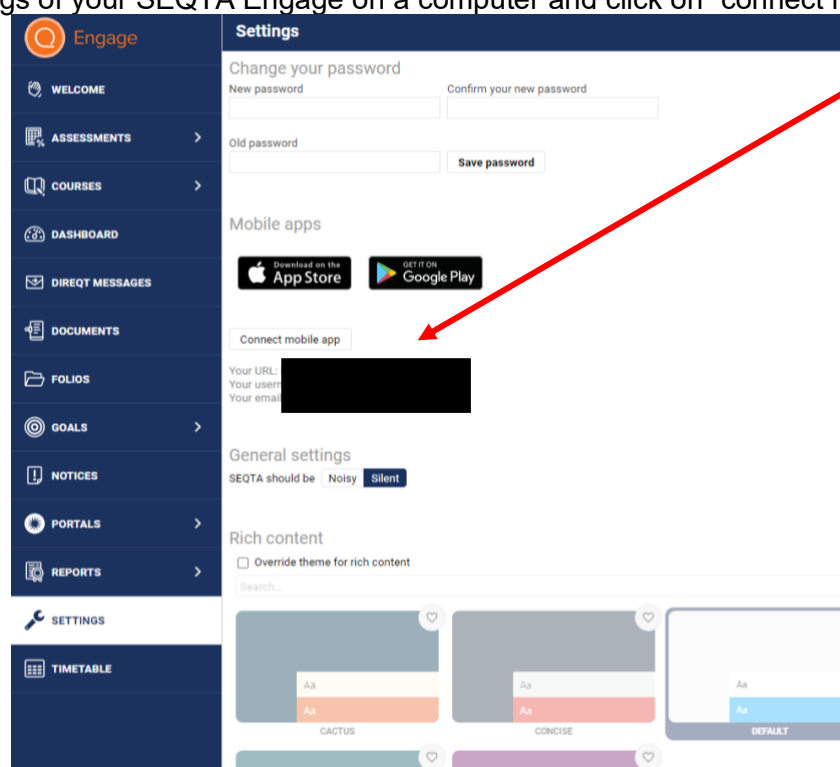 gs of your SEQTA Engage on a computer and click on "connect
Engage
Settings
WELCOME
ASSESSMENTS
COURSES
DASHBOARD
DIREQT MESSAGES
DOCUMENTS
FOLIOS
GOALS
NOTICES
PORTALS
REPORTS
SETTINGS
TIMETABLE
Change your password
New password Confirm your new password
Old password
Save password
Mobile apps
Download on the
App Store
GET IT ON
Google Play
Connect mobile app
Your URL:
Your usern
Your email
General settings
SEQTA should be Noisy Silent
Rich content
Override theme for rich content
Search...
Aa
Aa
CACTUS
Aa
Aa
CONCISE
Aa
Aa
DEFAULT